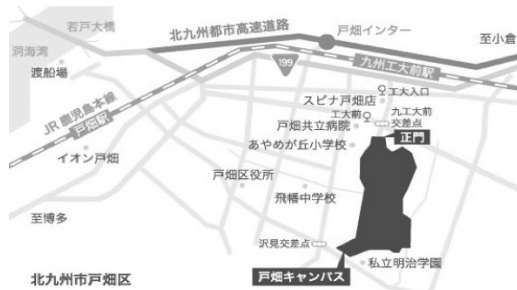 若戸大橋
北九州都市高速道路
戸畑インター
至小倉
洞海湾
渡船場
199
九州工大前駅
JR 鹿児島本線
戸畑駅
スピナ戸畑店
工大入口
工大前
九工大前
交差点
戸畑共立病院
正門
あやめが丘小学校
イオン戸畑
戸畑区役所
飛幡中学校
至博多
沢見交差点
私立明治学園
北九州市戸畑区
戸畑キャンパス